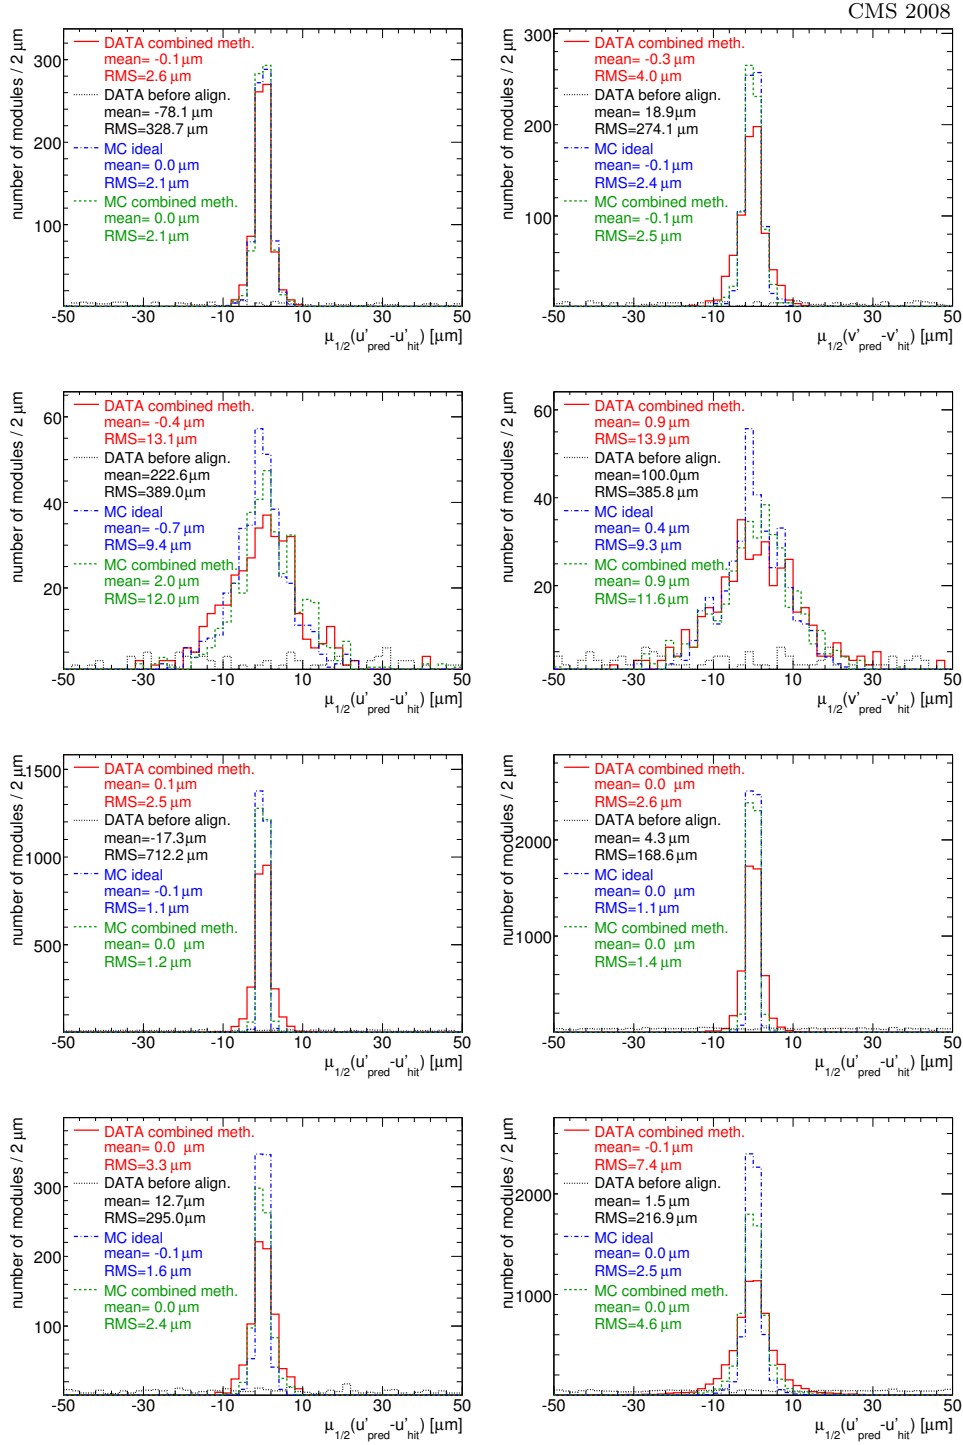 CMS 2008
number of modules / 2 μm
300
200
100
DATA combined meth.
mean= -0.1 μm
RMS=2.6 μm
DATA before align.
mean= -78.1 μm
RMS=328.7 μm
MC ideal
mean= 0.0 μm
RMS=2.1 μm
MC combined meth.
mean= 0.0 μm
RMS=2.1 μm
-50 -30 -10 10 30 50
μ1/2(u'pred-u'hit) [μm]
number of modules / 2 μm
300
200
100
DATA combined meth.
mean= -0.3 μm
RMS=4.0 μm
DATA before align.
mean= 18.9 μm
RMS=274.1 μm
MC ideal
mean= -0.1 μm
RMS=2.4 μm
MC combined meth.
mean= -0.1 μm
RMS=2.5 μm
-50 -30 -10 10 30 50
μ1/2(v'pred-v'hit) [μm]
number of modules / 2 μm
60
40
20
DATA combined meth.
mean= -0.4 μm
RMS=13.1 μm
DATA before align.
mean=222.6 μm
RMS=389.0 μm
MC ideal
mean= -0.7 μm
RMS=9.4 μm
MC combined meth.
mean= 2.0 μm
RMS=12.0 μm
-50 -30 -10 10 30 50
μ1/2(u'pred-u'hit) [μm]
number of modules / 2 μm
60
40
20
DATA combined meth.
mean= 0.9 μm
RMS=13.9 μm
DATA before align.
mean=100.0 μm
RMS=385.8 μm
MC ideal
mean= 0.4 μm
RMS=9.3 μm
MC combined meth.
mean= 0.9 μm
RMS=11.6 μm
-50 -30 -10 10 30 50
μ1/2(v'pred-v'hit) [μm]
number of modules / 2 μm
1500
1000
500
DATA combined meth.
mean= 0.1 μm
RMS=2.5 μm
DATA before align.
mean=-17.3 μm
RMS=712.2 μm
MC ideal
mean= -0.1 μm
RMS=1.1 μm
MC combined meth.
mean= 0.0 μm
RMS=1.2 μm
-50 -30 -10 10 30 50
μ1/2(u'pred-u'hit) [μm]
number of modules / 2 μm
2000
1000
DATA combined meth.
mean= 0.0 μm
RMS=2.6 μm
DATA before align.
mean= 4.3 μm
RMS=168.6 μm
MC ideal
mean= 0.0 μm
RMS=1.1 μm
MC combined meth.
mean= 0.0 μm
RMS=1.4 μm
-50 -30 -10 10 30 50
μ1/2(u'pred-u'hit) [μm]
number of modules / 2 μm
300
200
100
DATA combined meth.
mean= 0.0 μm
RMS=3.3 μm
DATA before align.
mean= 12.7 μm
RMS=295.0 μm
MC ideal
mean= -0.1 μm
RMS=1.6 μm
MC combined meth.
mean= 0.0 μm
RMS=2.4 μm
-50 -30 -10 10 30 50
μ1/2(u'pred-u'hit) [μm]
number of modules / 2 μm
2000
1000
DATA combined meth.
mean= -0.1 μm
RMS=7.4 μm
DATA before align.
mean= 1.5 μm
RMS=216.9 μm
MC ideal
mean= 0.0 μm
RMS=2.5 μm
MC combined meth.
mean= 0.0 μm
RMS=4.6 μm
-50 -30 -10 10 30 50
μ1/2(u'pred-u'hit) [μm]